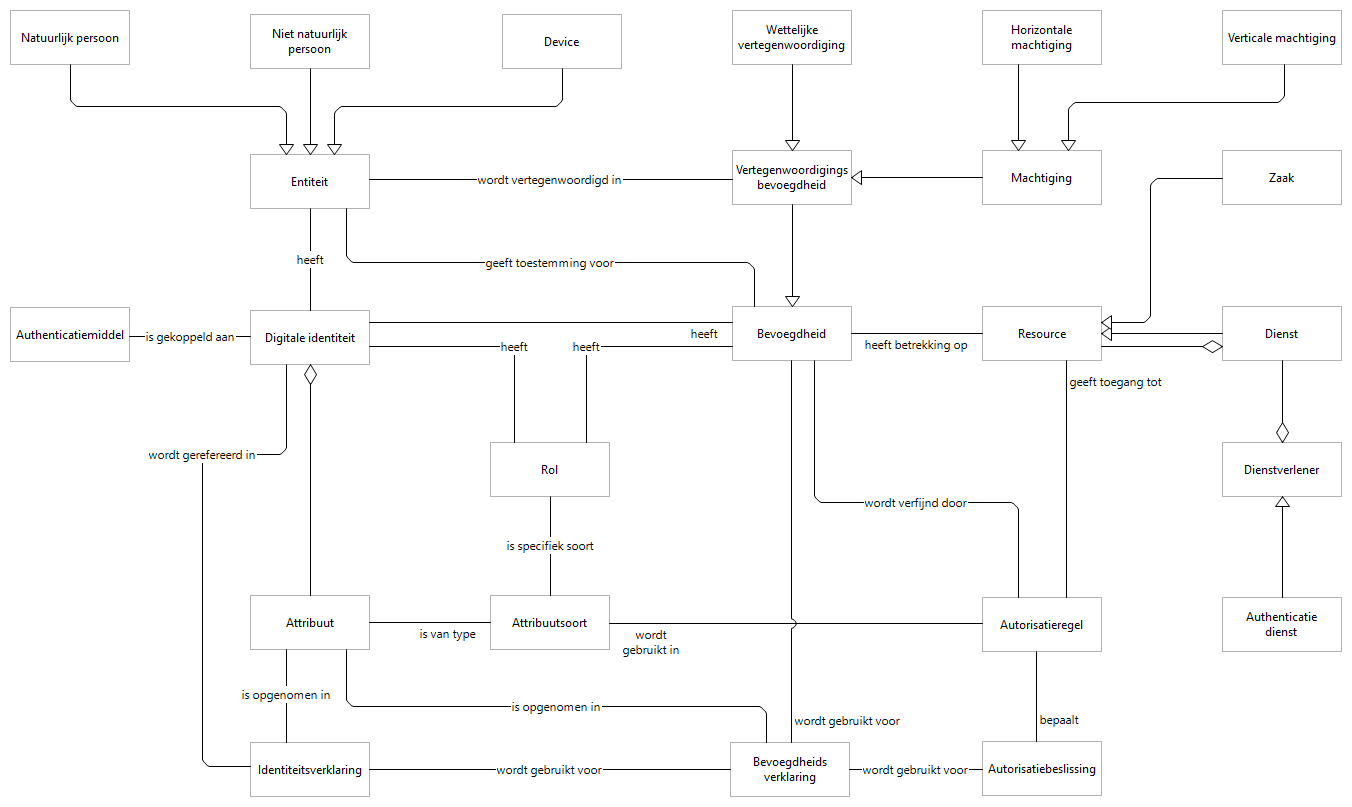 Natuurlijk persoon
Niet natuurlijk
persoon
Device
Wettelijke
vertegenwoordiging
Horizontale
machtiging
Verticale machtiging
Entiteit
wordt vertegenwoordigd in
Vertegenwoordigings
bevoegdheid
Machtiging
Zaak
heeft
geeft toestemming voor
Authenticatiemiddel
is gekoppeld aan
Digitale identiteit
heeft
Bevoegdheid
heeft betrekking op
Resource
Dienst
heeft
heeft
geeft toegang tot
wordt gerefereerd in
Rol
Dienstverlener
wordt verfijnd door
is specifiek soort
Attribuut
is van type
Attribuutsoort
wordt
gebruikt in
Autorisatieregel
Authenticatie
dienst
is opgenomen in
is opgenomen in
wordt gebruikt voor
bepaalt
Identiteitsverklaring
wordt gebruikt voor
Bevoegdheids
verklaring
wordt gebruikt voor
Autorisatiebeslissing